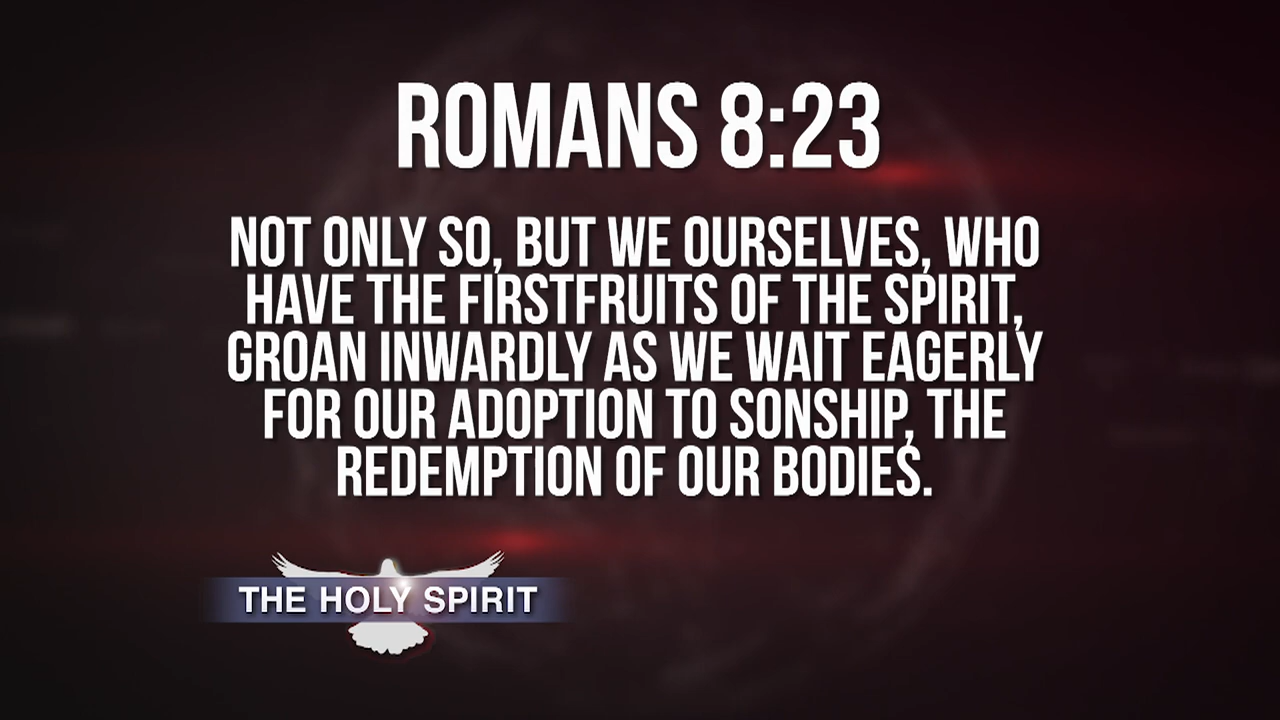 ROMANS 8:23
NOT ONLY SO, BUT WE OURSELVES, WHO
HAVE THE FIRSTFRUITS OF THE SPIRIT,
GROAN INWARDLY AS WE WAIT EAGERLY
FOR OUR ADOPTION TO SONSHIP, THE
REDEMPTION OF OUR BODIES.
THE HOLY SPIRIT